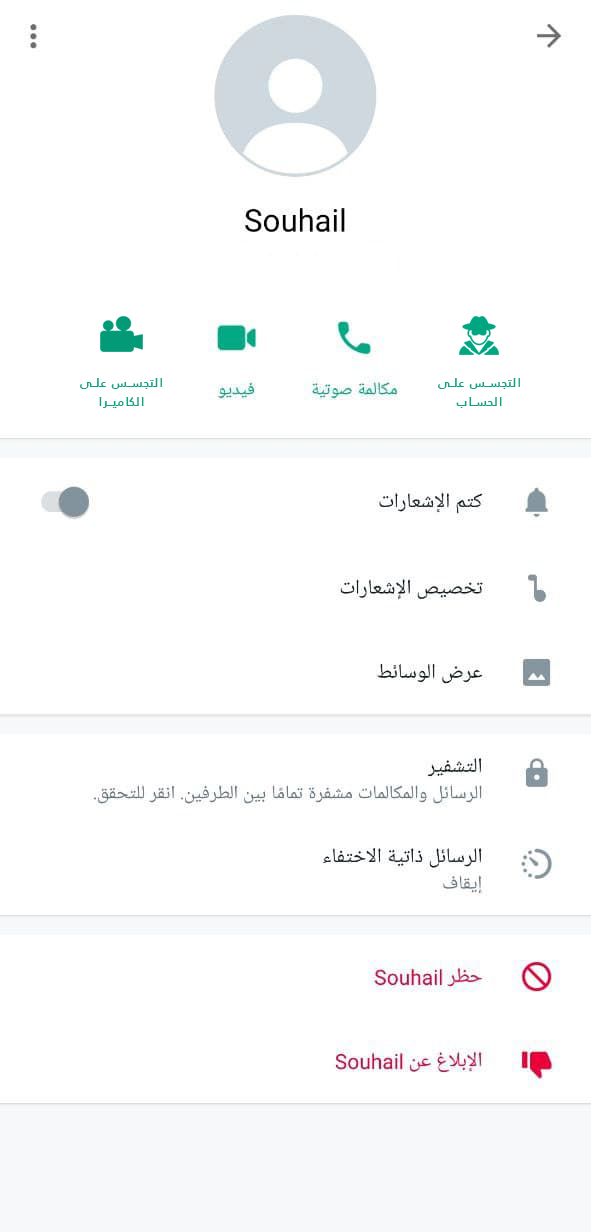 Souhail
التجسس على
الحساب
مكالمة صوتية
فيديو
التجسس على
الكاميرا
كتم الإشعارات
تخصيص الإشعارات
عرض الوسائط
التشفير
الرسائل والمكالمات مشفرة تمامًا بين الطرفين. انقر للتحقق.
الرسائل ذاتية الاختفاء
إيقاف
حظر Souhail
الإبلاغ عن Souhail